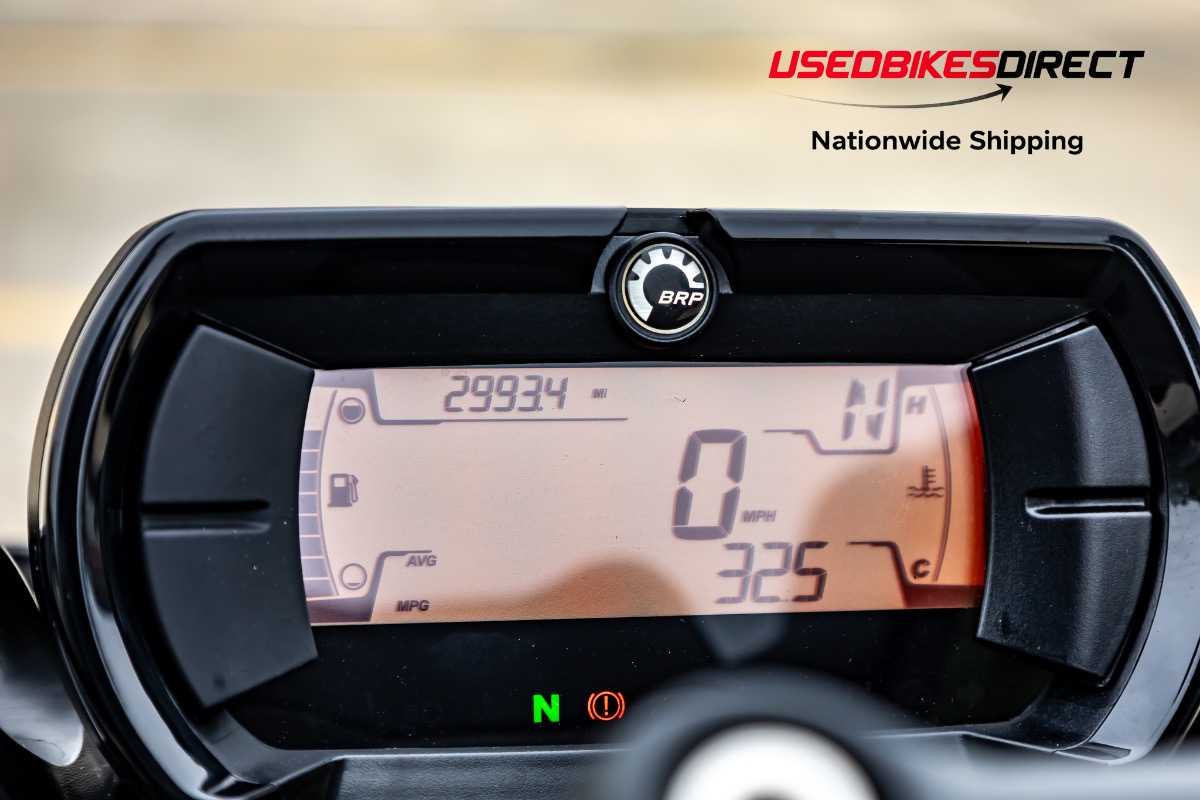 USEDBIKESDIRECT
Nationwide Shipping
BRP
2993.4 Mi
N
H
0 MPH
AVG
32.5
C
MPG
N
!